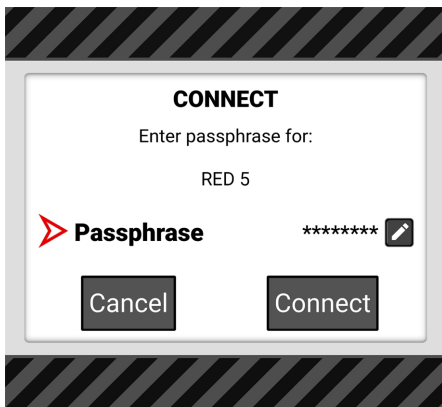 CONNECT
Enter passphrase for:
RED 5
Passphrase ********
Cancel Connect